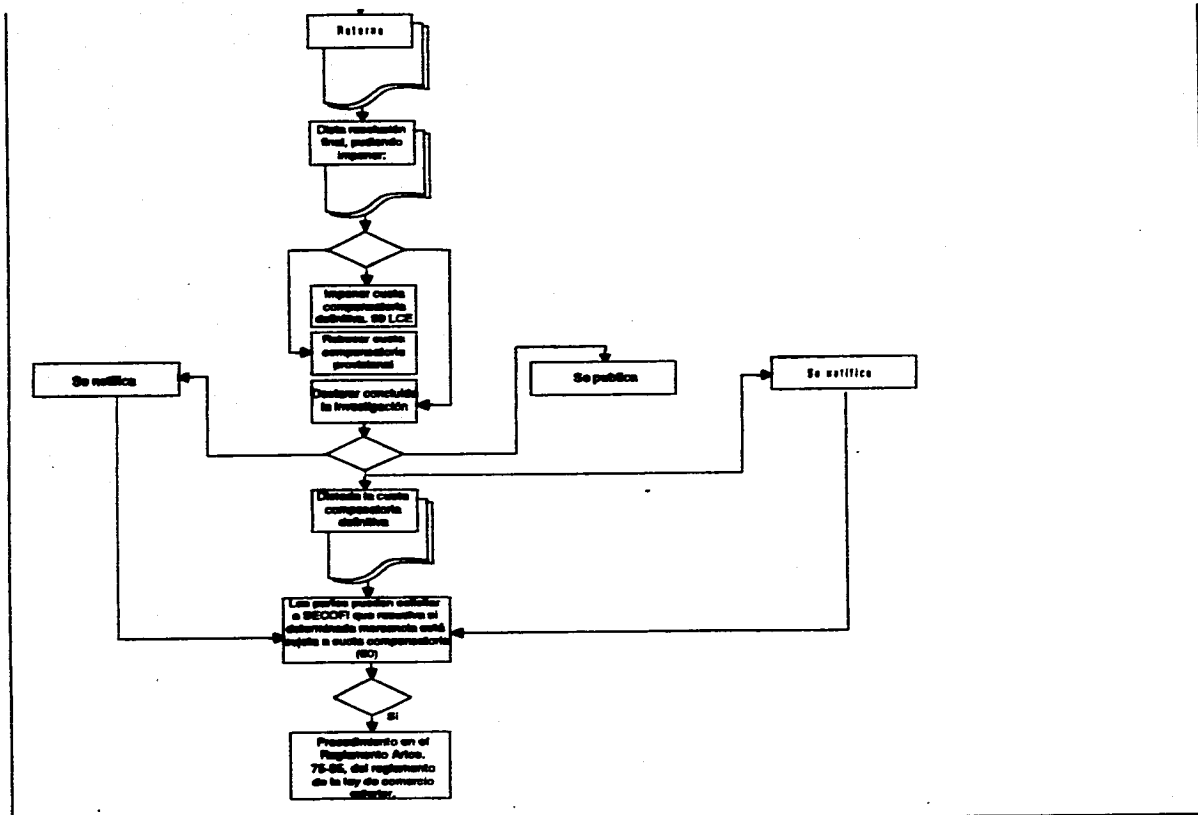 Retorno
Dicta resolución
final, pudiendo
imponer:
Imponer cuota
compensatoria
definitiva. 59 LCE
Rebasar cuota
compensatoria
provisional
Declarar concluida
la investigación
Se notifica
Se publica
Se notifica
Dictada la cuota
compesatoria
definitiva
Las partes pueden solicitar
a SECOFI que resuelva si
determinada mercancía está
sujeta a cuota compensatoria
(60)
Si
Procedimiento en el
Reglamento Artos.
75-85, del reglamento
de la ley de comercio
exterior.